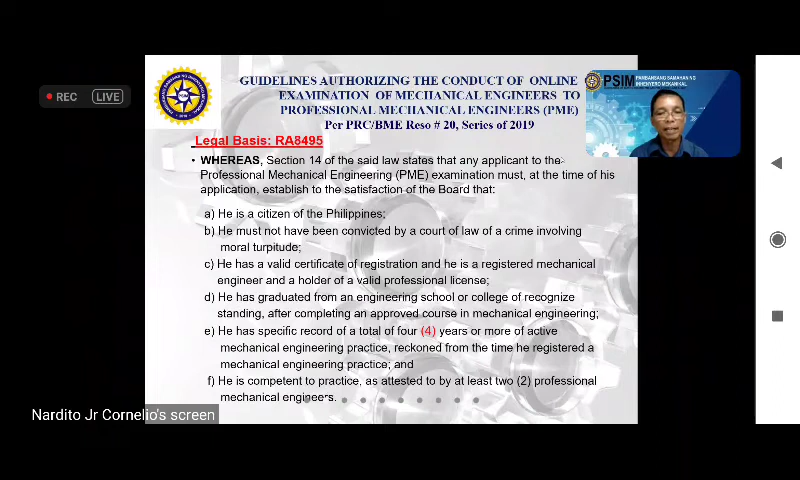 REC LIVE
GUIDELINES AUTHORIZING THE CONDUCT OF ONLINE
EXAMINATION OF MECHANICAL ENGINEERS TO
PROFESSIONAL MECHANICAL ENGINEERS (PME)
Per PRC/BME Reso # 20, Series of 2019
PSIM PAMBANSANG SAMAHAN NG
INHENYERO MEKANIKAL
Legal Basis: RA8495
• WHEREAS, Section 14 of the said law states that any applicant to the
Professional Mechanical Engineering (PME) examination must, at the time of his
application, establish to the satisfaction of the Board that:
a) He is a citizen of the Philippines;
b) He must not have been convicted by a court of law of a crime involving
moral turpitude;
c) He has a valid certificate of registration and he is a registered mechanical
engineer and a holder of a valid professional license;
d) He has graduated from an engineering school or college of recognize
standing, after completing an approved course in mechanical engineering;
e) He has specific record of a total of four (4) years or more of active
mechanical engineering practice, reckoned from the time he registered a
mechanical engineering practice; and
f) He is competent to practice, as attested to by at least two (2) professional
mechanical engineers.
Nardito Jr Cornelio's screen